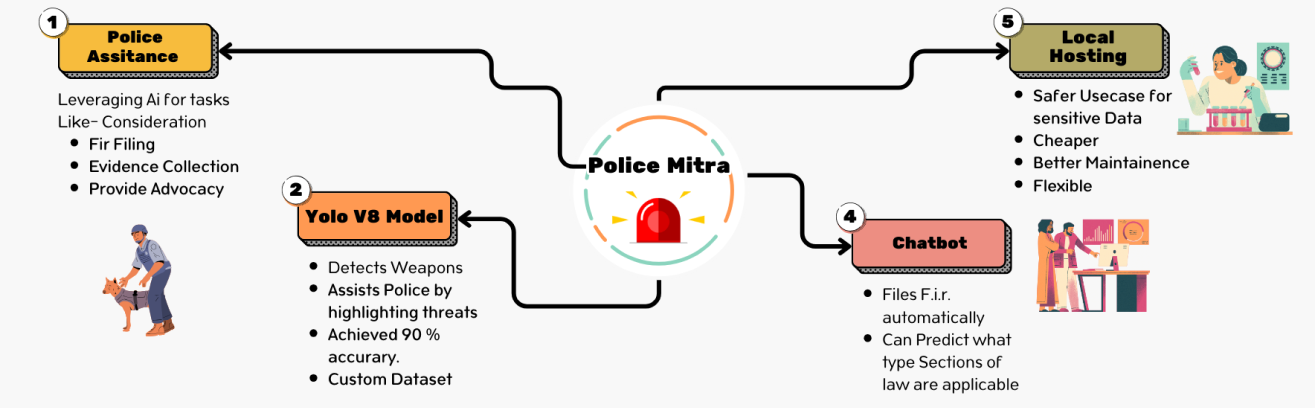 1
Police
Assitance
Leveraging Ai for tasks
Like- Consideration
Fir Filing
Evidence Collection
Provide Advocacy
2
Yolo V8 Model
Detects Weapons
Assists Police by
highlighting threats
Achieved 90 %
accurary.
Custom Dataset
Police Mitra
4
Chatbot
Files F.i.r.
automatically
Can Predict what
type Sections of
law are applicable
5
Local
Hosting
Safer Usecase for
sensitive Data
Cheaper
Better Maintainence
Flexible